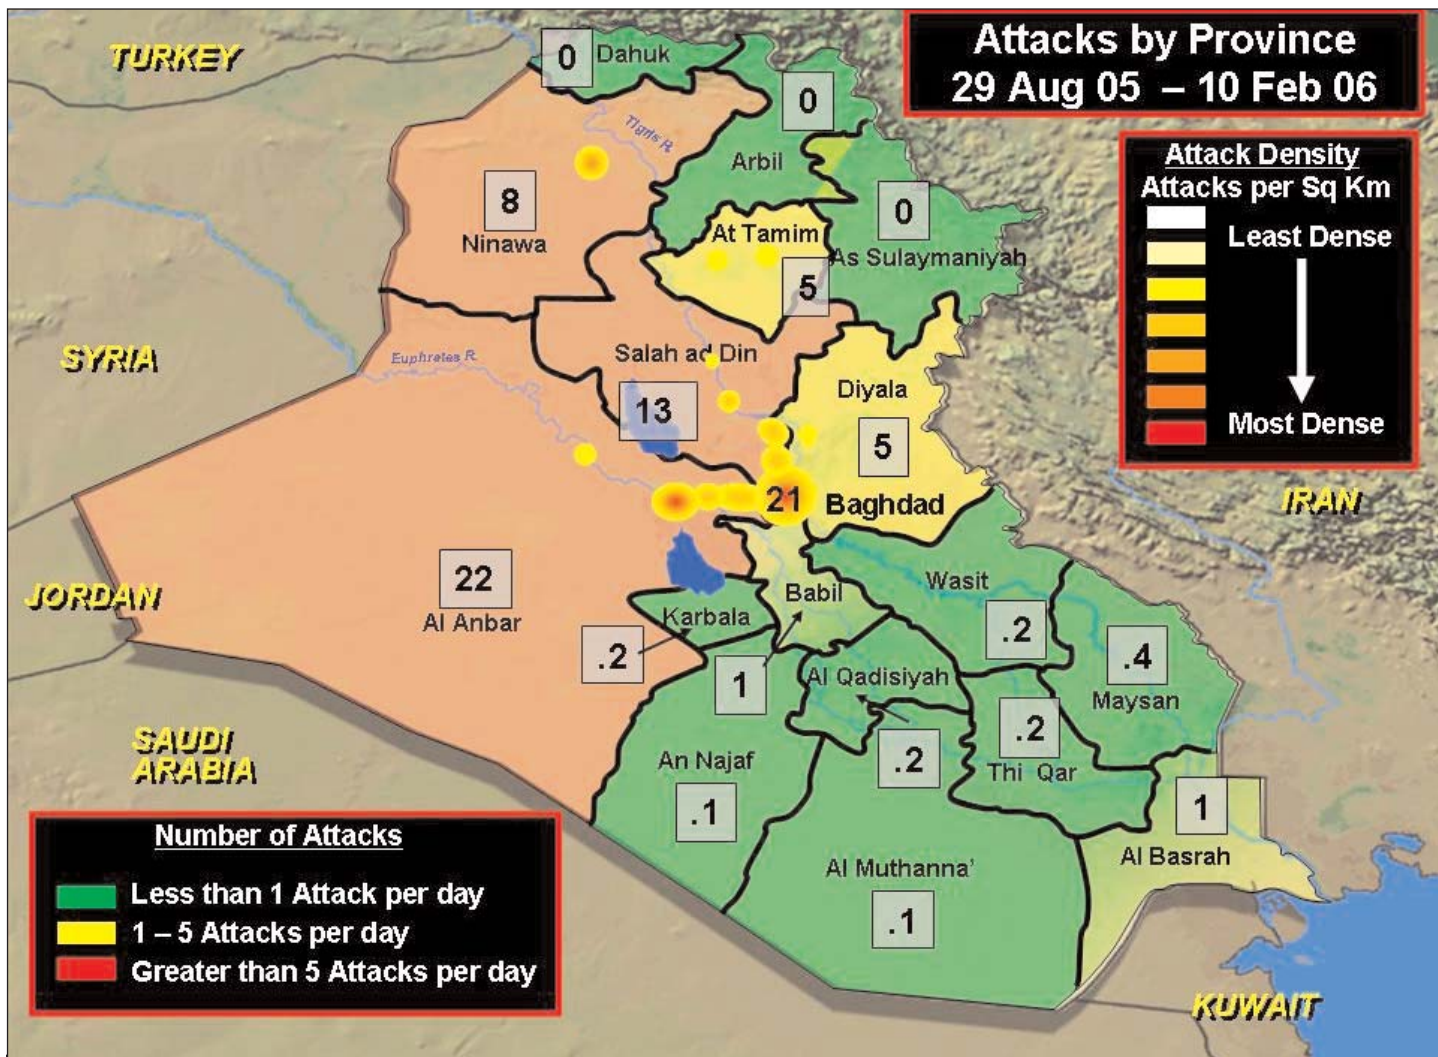 Attacks by Province
29 Aug 05 – 10 Feb 06
Attack Density
Attacks per Sq Km
Least Dense
Most Dense
TURKEY
0
Dahuk
0
Tigris R.
Arbil
8
Ninawa
0
At Tamim
As Sulaymaniyah
5
SYRIA
Euphrates R.
Salah ad Din
13
Diyala
5
21
Baghdad
IRAN
JORDAN
22
Al Anbar
Babil
Wasit
Karbala
.2
.2
.4
Maysan
1
Al Qadisiyah
.2
Thi Qar
.2
SAUDI
ARABIA
An Najaf
.1
1
Al Basrah
Al Muthanna’
.1
KUWAIT
Number of Attacks
Less than 1 Attack per day
1 – 5 Attacks per day
Greater than 5 Attacks per day